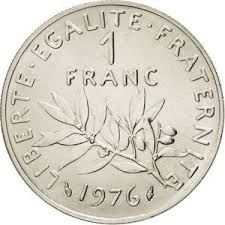 LIBERTE · EGALITE · FRATERNITE
1
FRANC
1976